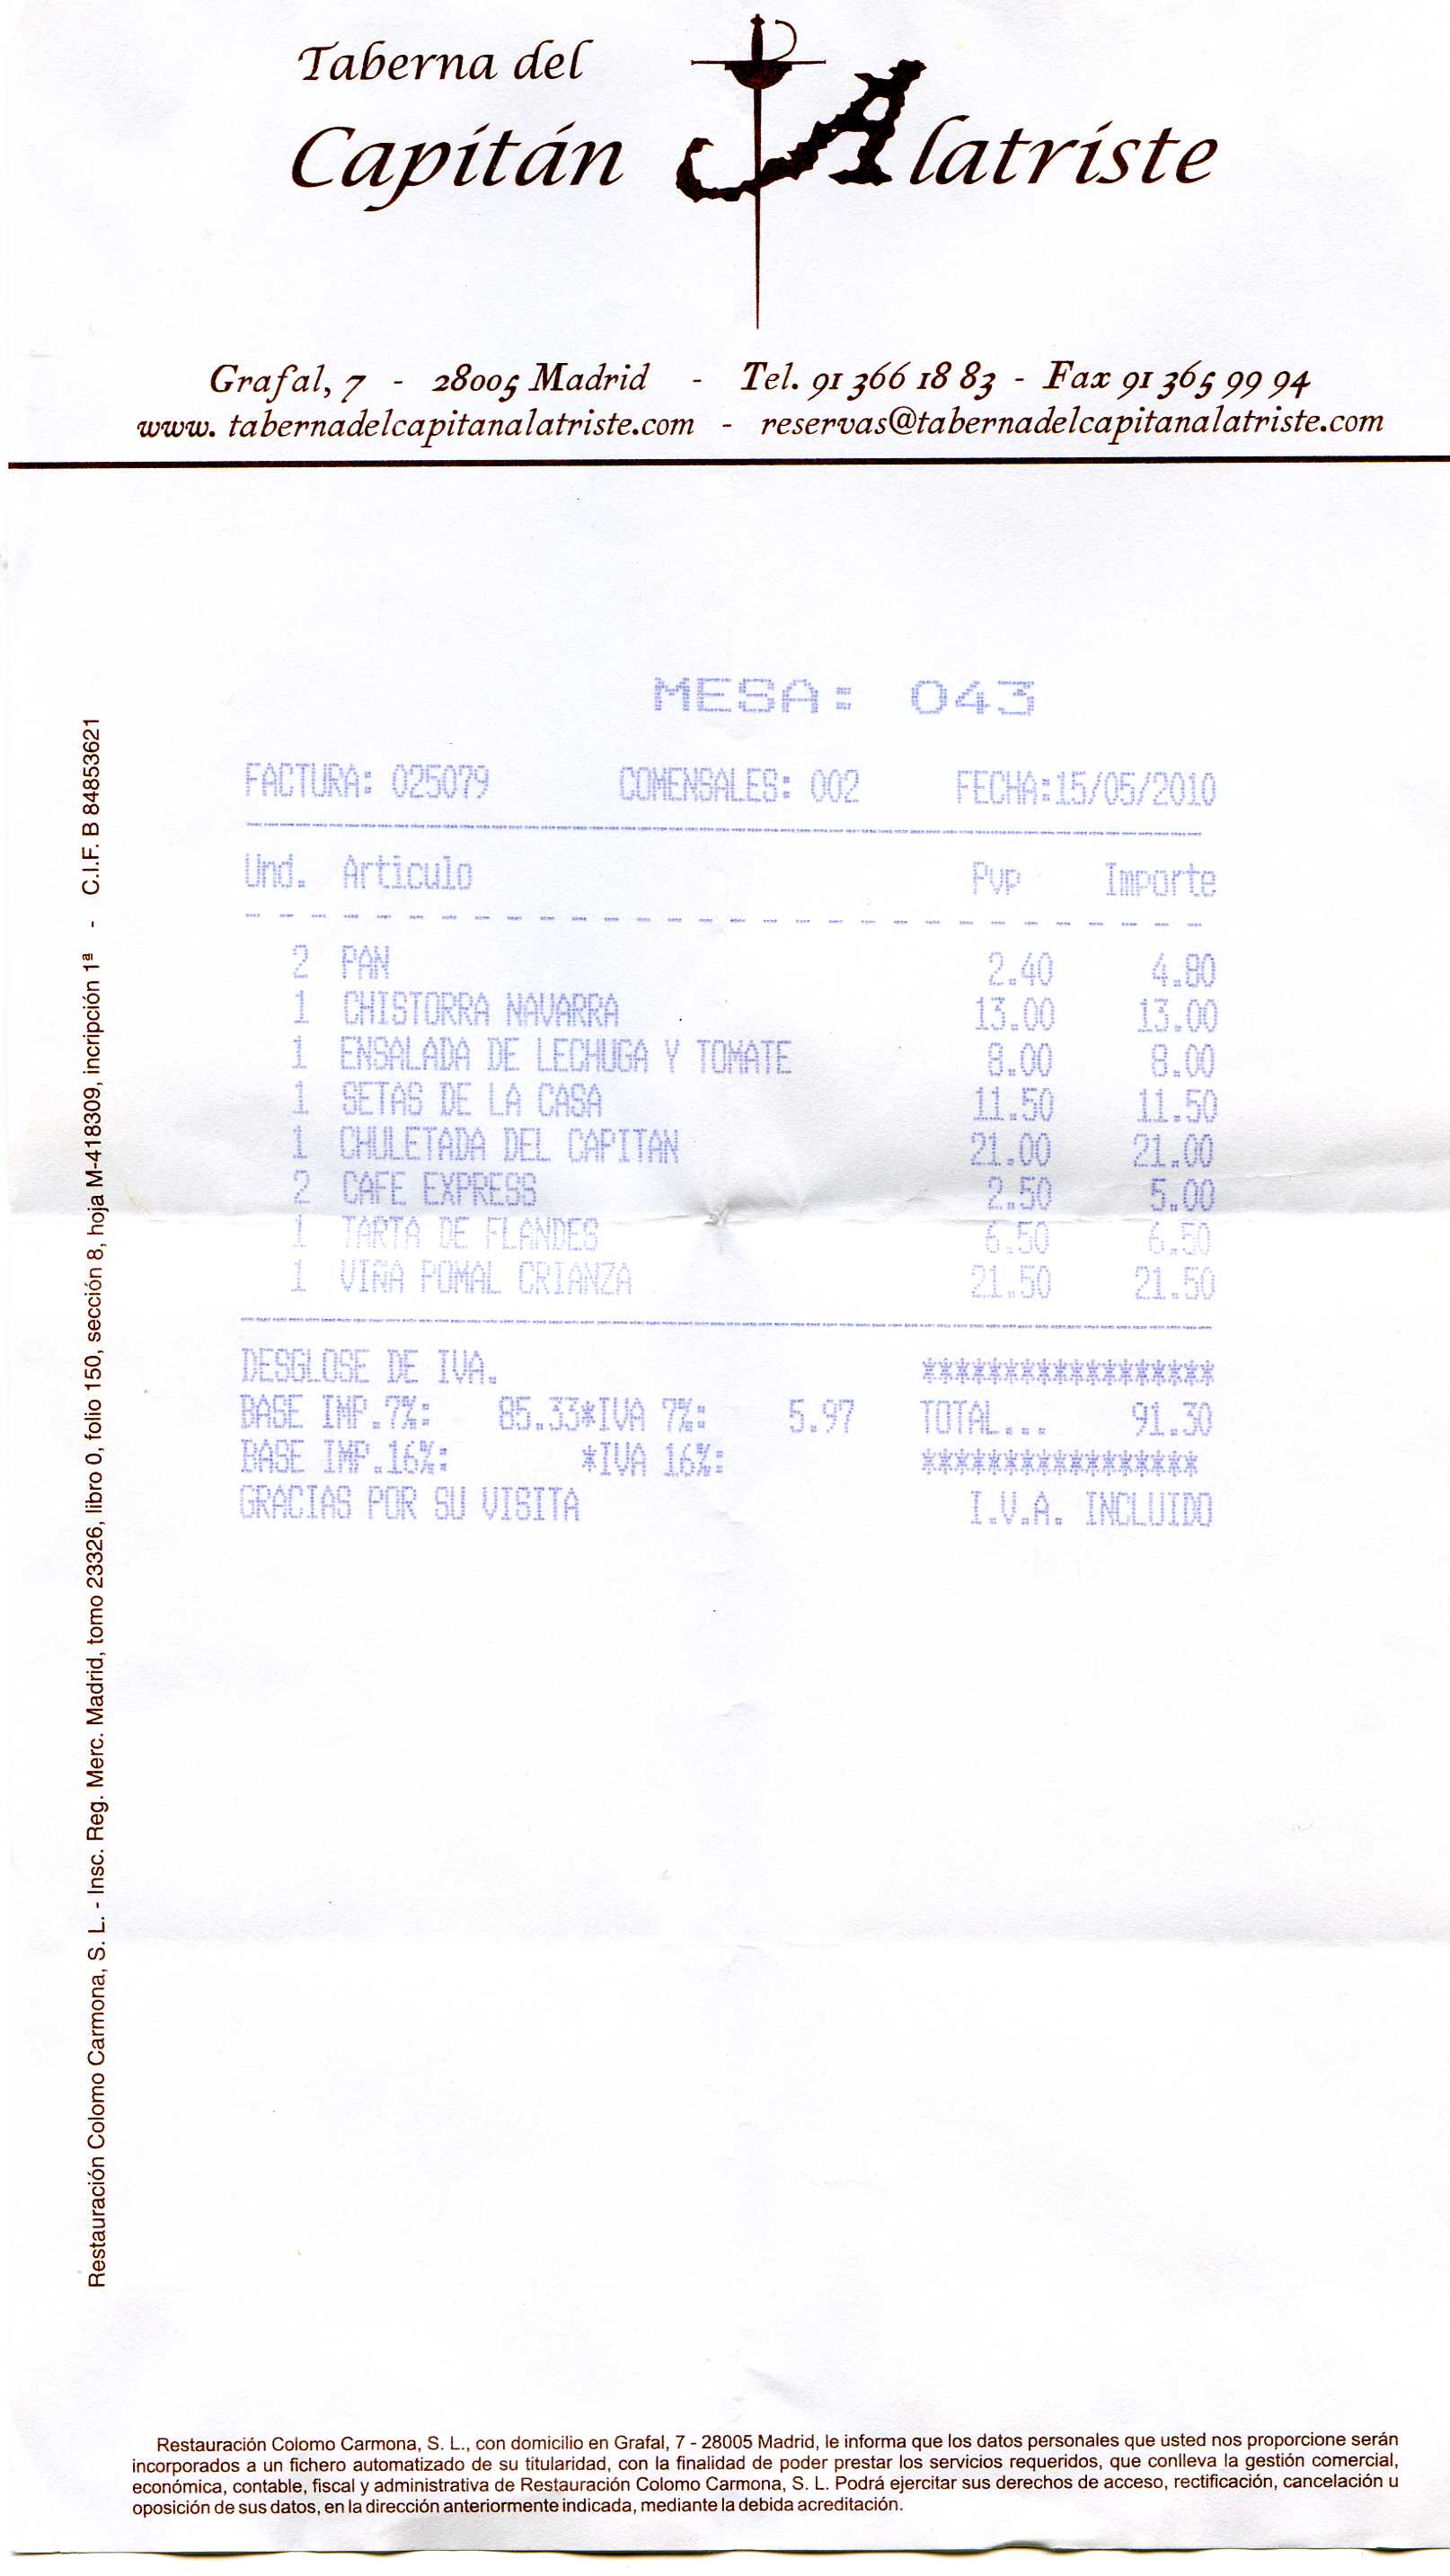 Taberna del
Capitán Alatriste
Grafal, 7 - 28005 Madrid - Tel. 91 366 18 83 - Fax 91 365 99 94
www. tabernadelcapitanalatriste.com - reservas@tabernadelcapitanalatriste.com
MESA: 043
FACTURA: 025079 COMENSALES: 002 FECHA:15/05/2010
Und. Articulo Pvp Importe
2 PAN 2.40 4.80
1 CHISTORRA NAVARRA 13.00 13.00
1 ENSALADA DE LECHUGA Y TOMATE 8.00 8.00
1 SETAS DE LA CASA 11.50 11.50
1 CHULETADA DEL CAPITAN 21.00 21.00
2 CAFE EXPRESS 2.50 5.00
1 TARTA DE FLANDES 6.50 6.50
1 VIÑA POMAL CRIANZA 21.50 21.50
DESGLOSE DE IVA. ******************
BASE IMP.7%: 85.33*IVA 7%: 5.97 TOTAL... 91.30
BASE IMP.16%: *IVA 16%: *****************
GRACIAS POR SU VISITA I.V.A. INCLUIDO
Restauración Colomo Carmona, S. L. - Insc. Reg. Merc. Madrid, tomo 23326, libro 0, folio 150, sección 8, hoja M-418309, incripción 1ª - C.I.F. B 84853621
Restauración Colomo Carmona, S. L., con domicilio en Grafal, 7 - 28005 Madrid, le informa que los datos personales que usted nos proporcione serán
incorporados a un fichero automatizado de su titularidad, con la finalidad de poder prestar los servicios requeridos, que conlleva la gestión comercial,
económica, contable, fiscal y administrativa de Restauración Colomo Carmona, S. L. Podrá ejercitar sus derechos de acceso, rectificación, cancelación u
oposición de sus datos, en la dirección anteriormente indicada, mediante la debida acreditación.